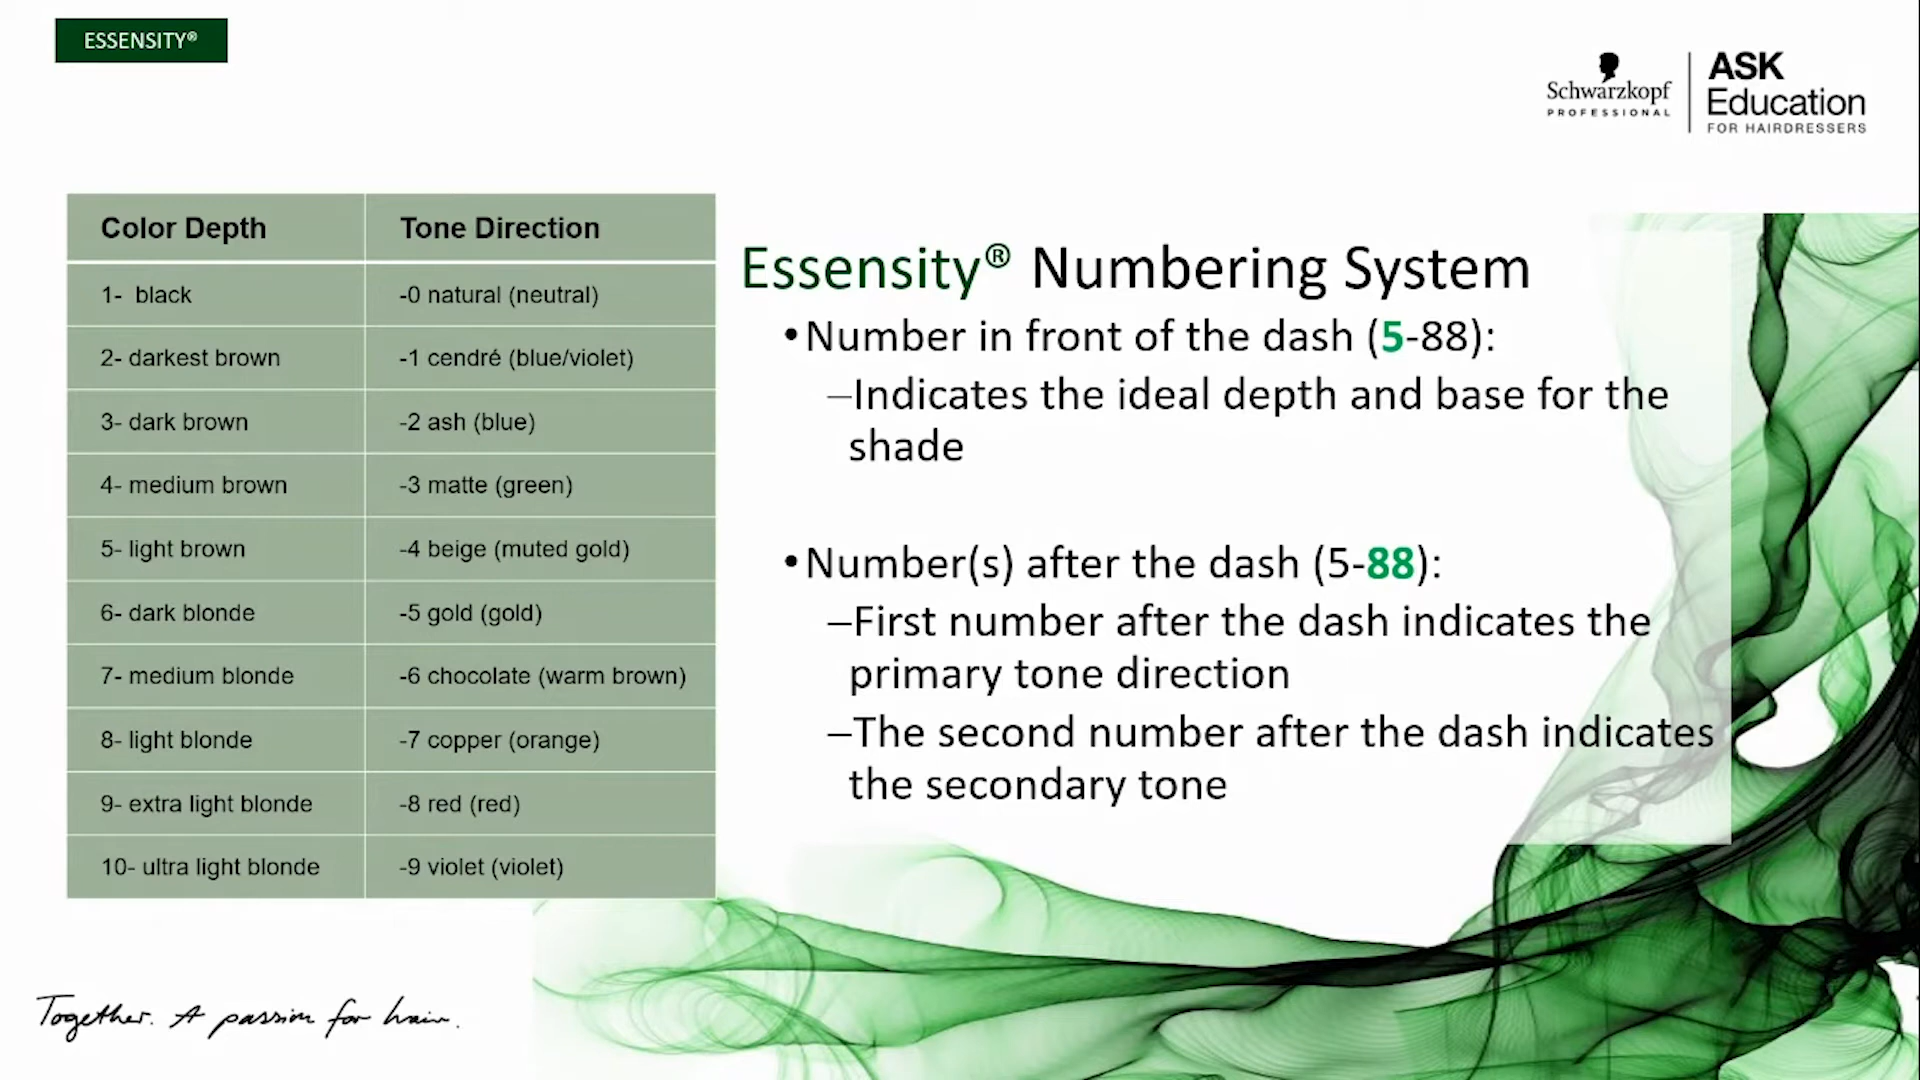 ESSENSITY®
Schwarzkopf
PROFESSIONAL
ASK
Education
FOR HAIRDRESSERS
Color Depth Tone Direction
1- black -0 natural (neutral)
2- darkest brown -1 cendré (blue/violet)
3- dark brown -2 ash (blue)
4- medium brown -3 matte (green)
5- light brown -4 beige (muted gold)
6- dark blonde -5 gold (gold)
7- medium blonde -6 chocolate (warm brown)
8- light blonde -7 copper (orange)
9- extra light blonde -8 red (red)
10- ultra light blonde -9 violet (violet)
Essensity® Numbering System
•Number in front of the dash (5-88):
–Indicates the ideal depth and base for the
shade
•Number(s) after the dash (5-88):
–First number after the dash indicates the
primary tone direction
–The second number after the dash indicates
the secondary tone
Together. A passion for hair.